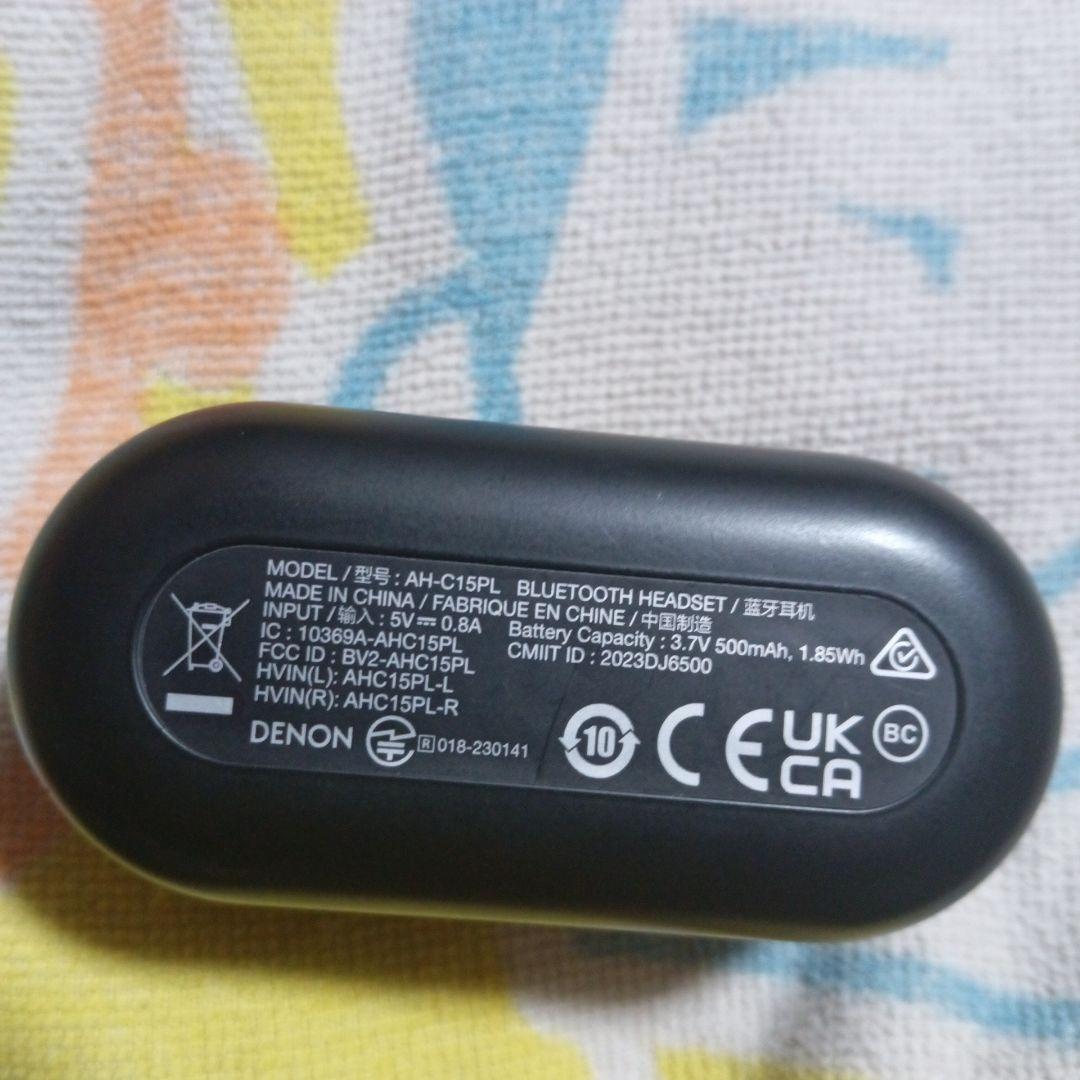 MODEL / 型号 : AH-C15PL BLUETOOTH HEADSET / 蓝牙耳机
MADE IN CHINA / FABRIQUE EN CHINE / 中国制造
INPUT / 输入 : 5V⎓0.8A Battery Capacity : 3.7V 500mAh, 1.85Wh
IC : 10369A-AHC15PL CMIIT ID : 2023DJ6500
FCC ID : BV2-AHC15PL
HVIN(L): AHC15PL-L
HVIN(R): AHC15PL-R
DENON R 018-230141
10 CE UK CA BC